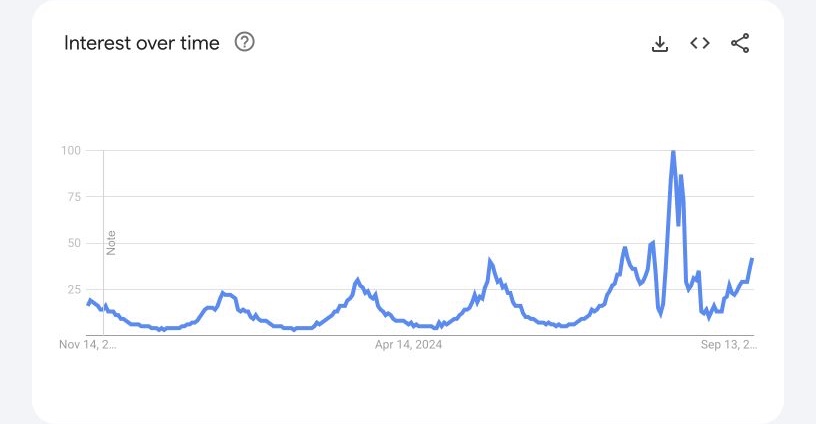 Interest over time
100
75
50
25
Note
Nov 14, 2...
Apr 14, 2024
Sep 13, 2...